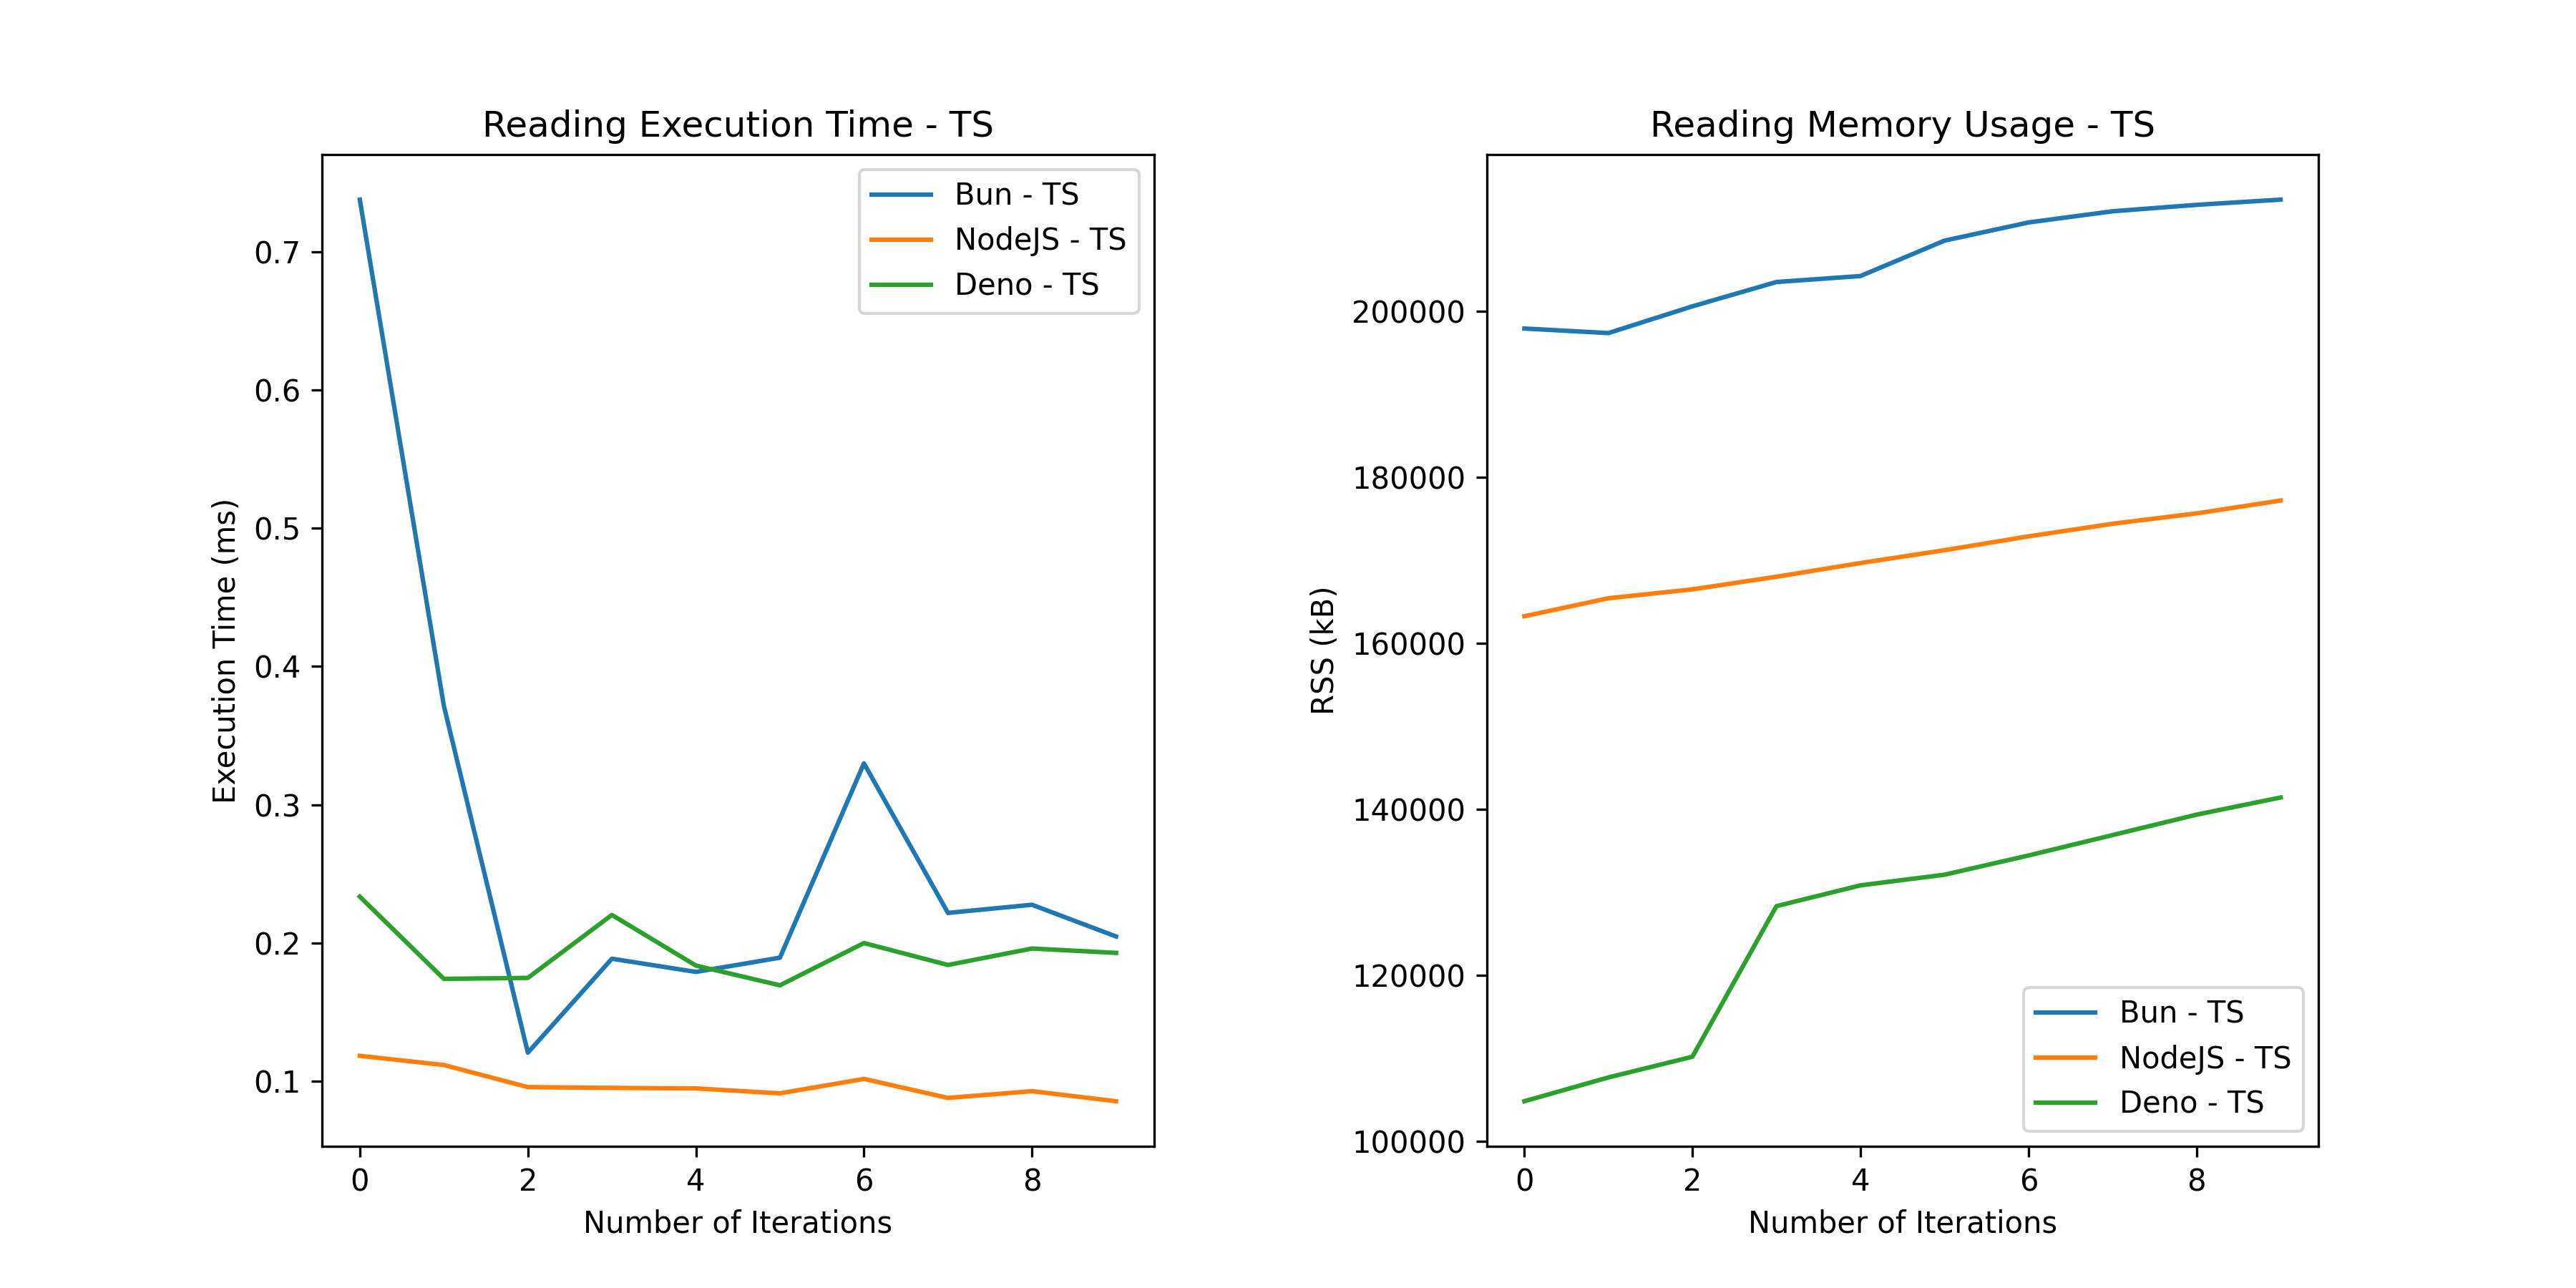 Reading Execution Time - TS
Bun - TS
NodeJS - TS
Deno - TS
Execution Time (ms)
0.7
0.6
0.5
0.4
0.3
0.2
0.1
0 2 4 6 8
Number of Iterations
Reading Memory Usage - TS
RSS (kB)
200000
180000
160000
140000
120000
100000
Bun - TS
NodeJS - TS
Deno - TS
0 2 4 6 8
Number of Iterations